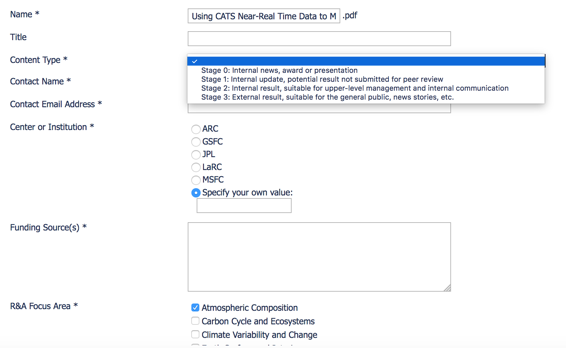 Name *
Using CATS Near-Real Time Data to M .pdf
Title
Content Type *
Stage 0: Internal news, award or presentation
Stage 1: Internal update, potential result not submitted for peer review
Stage 2: Internal result, suitable for upper-level management and internal communication
Stage 3: External result, suitable for the general public, news stories, etc.
Contact Name *
Contact Email Address *
Center or Institution *
ARC
GSFC
JPL
LaRC
MSFC
Specify your own value:
Funding Source(s) *
R&A Focus Area *
Atmospheric Composition
Carbon Cycle and Ecosystems
Climate Variability and Change